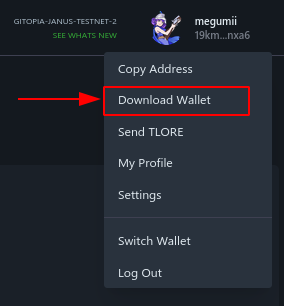 GITOPIA-JANUS-TESTNET-2
SEE WHATS NEW
megumii
19km...nxa6
Copy Address
Download Wallet
Send TLORE
My Profile
Settings
Switch Wallet
Log Out